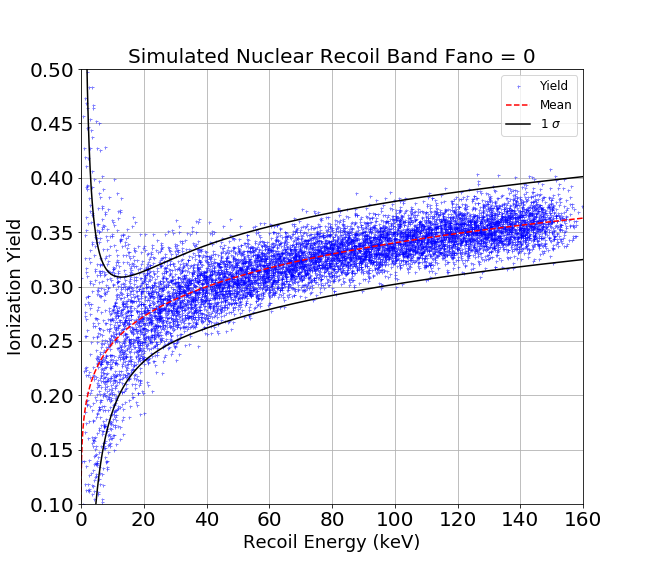 Simulated Nuclear Recoil Band Fano = 0
Yield
Mean
1 σ
Ionization Yield
0.50
0.45
0.40
0.35
0.30
0.25
0.20
0.15
0.10
0 20 40 60 80 100 120 140 160
Recoil Energy (keV)